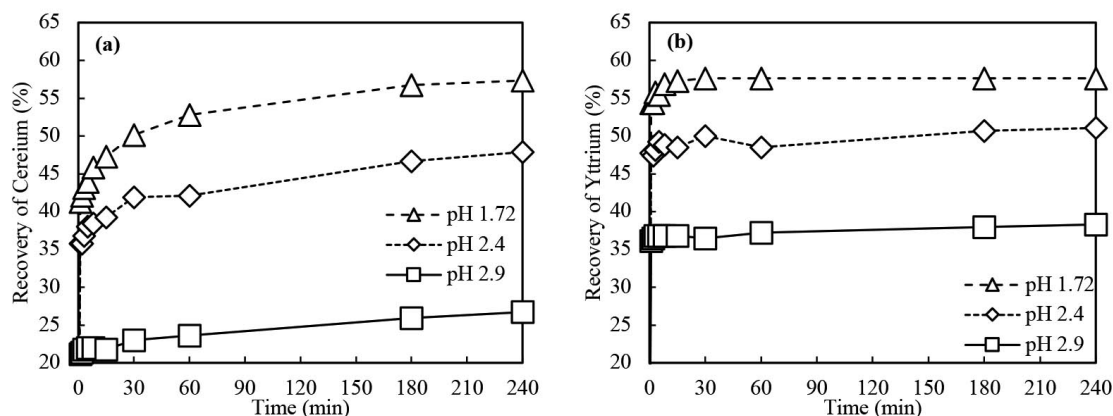 (a)
Recovery of Cereium (%)
65
60
55
50
45
40
35
30
25
20
pH 1.72
pH 2.4
pH 2.9
0 30 60 90 120 150 180 210 240
Time (min)
(b)
Recovery of Yttrium (%)
65
60
55
50
45
40
35
30
25
20
pH 1.72
pH 2.4
pH 2.9
0 30 60 90 120 150 180 210 240
Time (min)